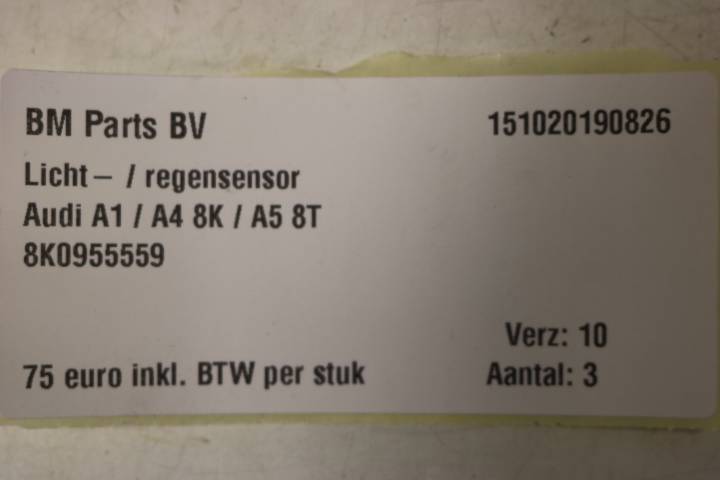 BM Parts BV 151020190826
Licht – / regensensor
Audi A1 / A4 8K / A5 8T
8K0955559
Verz: 10
75 euro inkl. BTW per stuk Aantal: 3